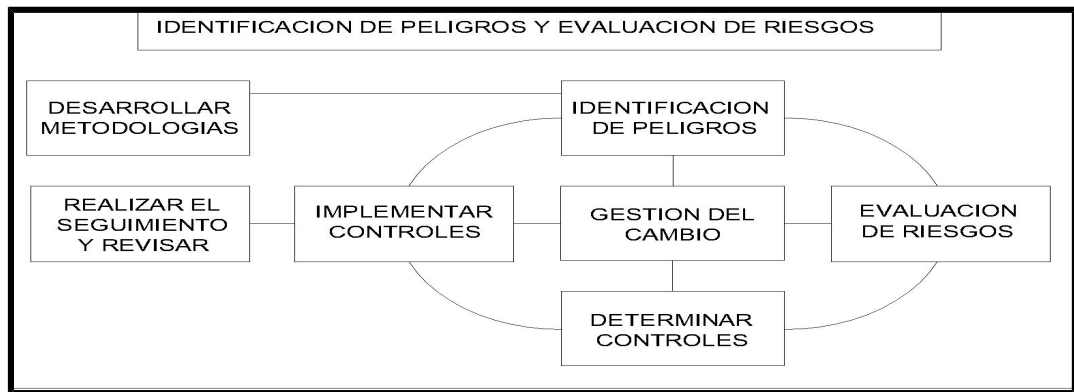 IDENTIFICACION DE PELIGROS Y EVALUACION DE RIESGOS
DESARROLLAR
METODOLOGIAS
IDENTIFICACION
DE PELIGROS
REALIZAR EL
SEGUIMIENTO
Y REVISAR
IMPLEMENTAR
CONTROLES
GESTION DEL
CAMBIO
EVALUACION
DE RIESGOS
DETERMINAR
CONTROLES